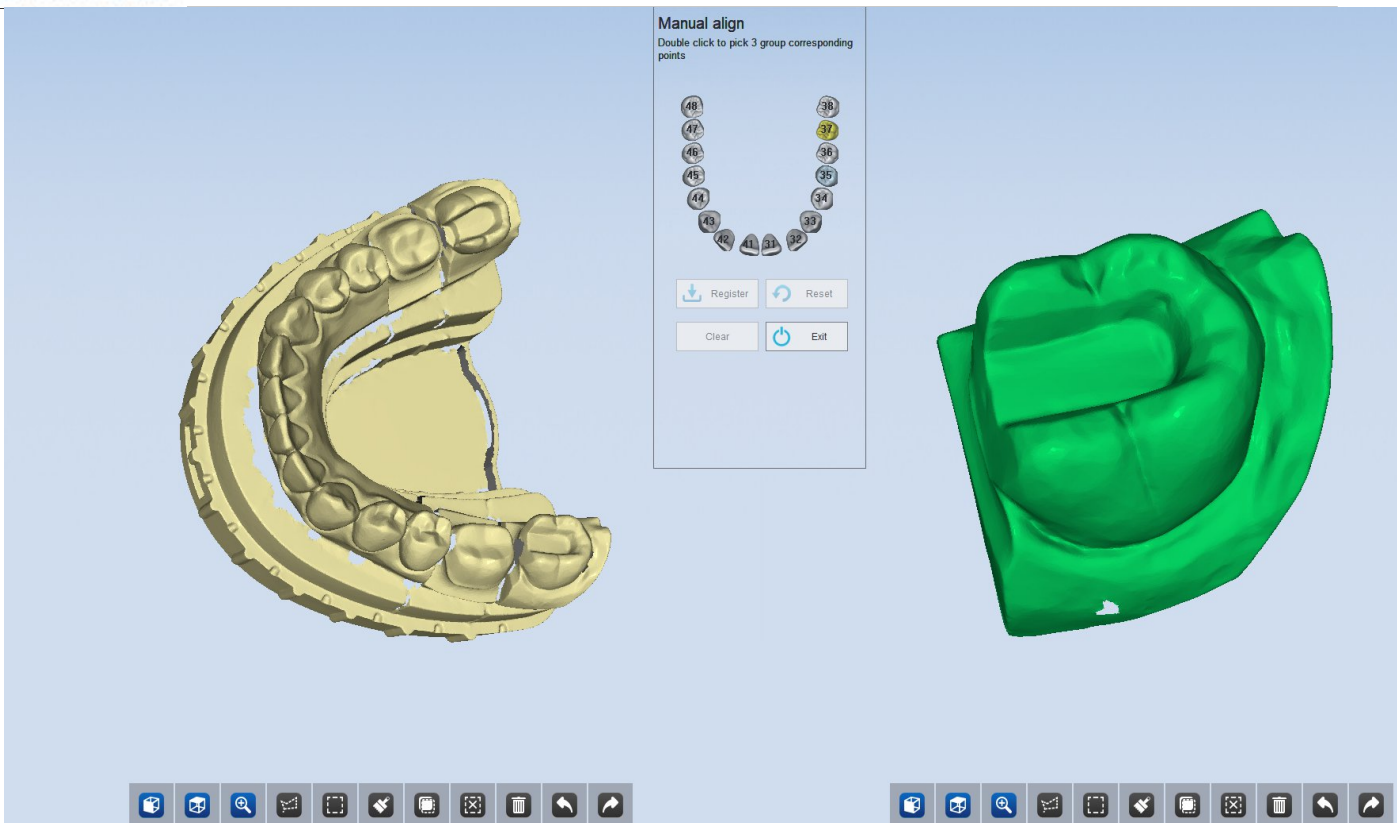 Manual align
Double click to pick 3 group corresponding
points
48 38
47 37
46 36
45 35
44 34
43 33
42 41 31 32
Register Reset
Clear Exit